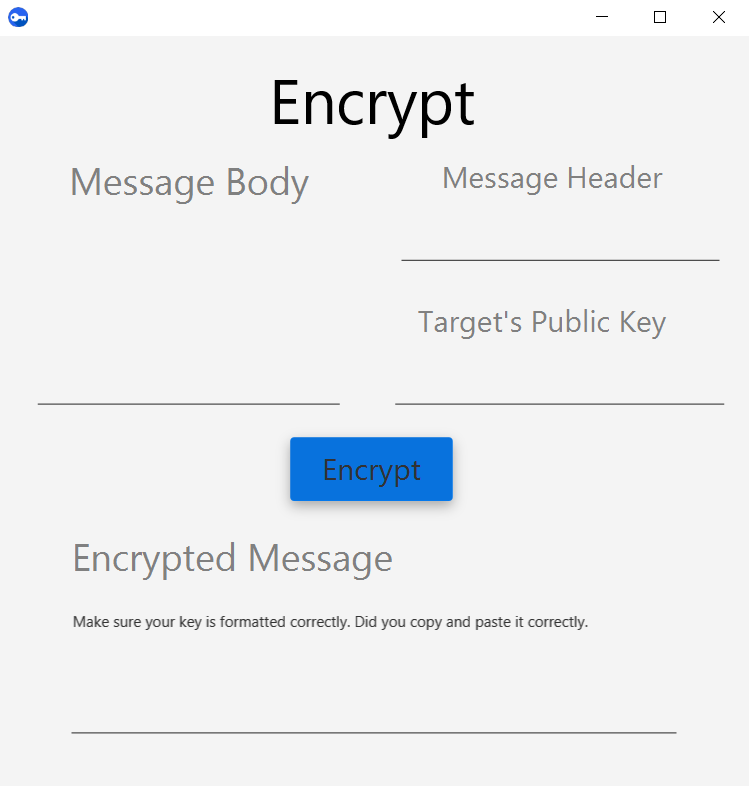 Encrypt
Message Body
Message Header
Target's Public Key
Encrypt
Encrypted Message
Make sure your key is formatted correctly. Did you copy and paste it correctly.